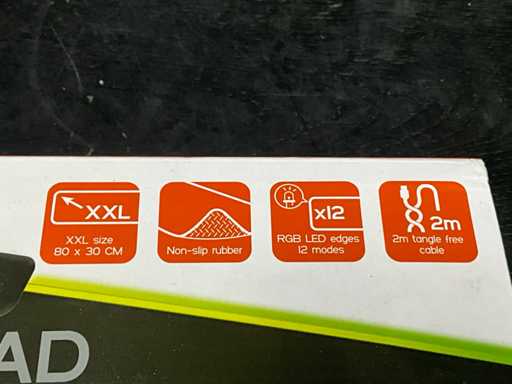 XXL
XXL size
80 x 30 CM
Non-slip rubber
x12
RGB LED edges
12 modes
2m
2m tangle free
cable
AD